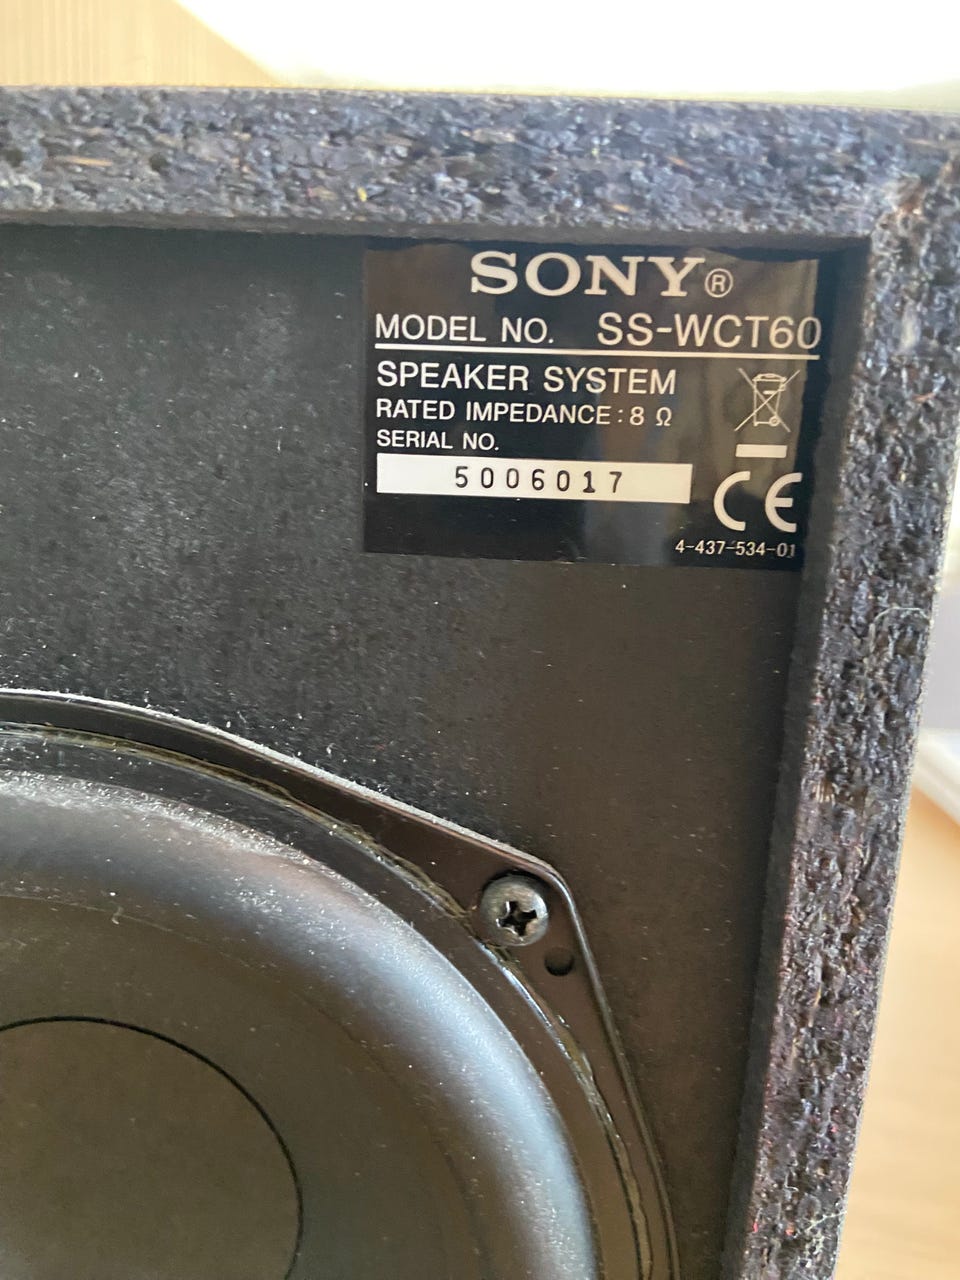 SONY®
MODEL NO. SS-WCT60
SPEAKER SYSTEM
RATED IMPEDANCE : 8 Ω
SERIAL NO.
5006017
CE
4-437-534-01